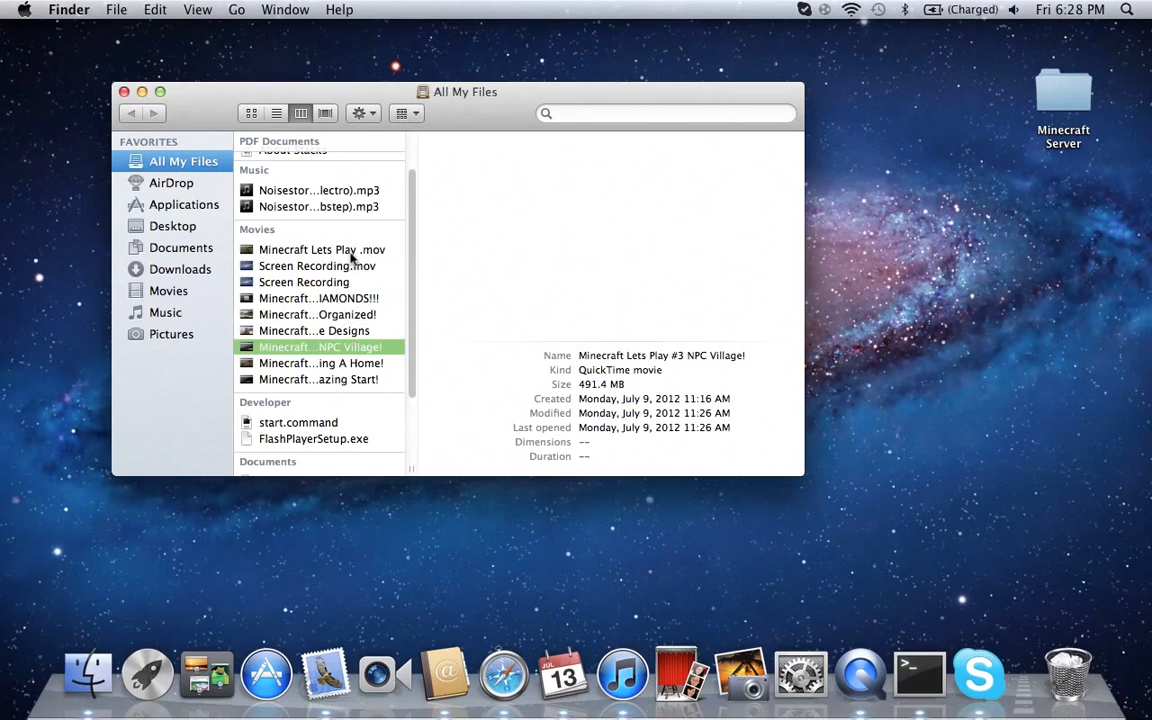 Finder File Edit View Go Window Help (Charged) Fri 6:28 PM
Minecraft
Server
All My Files
FAVORITES
All My Files
AirDrop
Applications
Desktop
Documents
Downloads
Movies
Music
Pictures
PDF Documents
About Stacks
Music
Noisestor...lectro).mp3
Noisestor...bstep).mp3
Movies
Minecraft Lets Play .mov
Screen Recording.mov
Screen Recording
Minecraft...IAMONDS!!!
Minecraft...Organized!
Minecraft...e Designs
Minecraft...NPC Village!
Minecraft...ing A Home!
Minecraft...azing Start!
Developer
start.command
FlashPlayerSetup.exe
Documents
Name Minecraft Lets Play #3 NPC Village!
Kind QuickTime movie
Size 491.4 MB
Created Monday, July 9, 2012 11:16 AM
Modified Monday, July 9, 2012 11:26 AM
Last opened Monday, July 9, 2012 11:26 AM
Dimensions --
Duration --
JUL
13